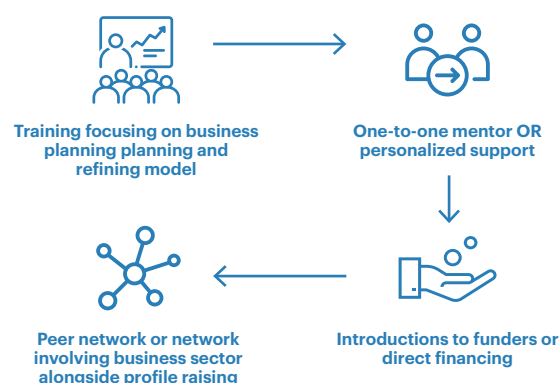 Training focusing on business
planning planning and
refining model
One-to-one mentor OR
personalized support
Peer network or network
involving business sector
alongside profile raising
Introductions to funders or
direct financing